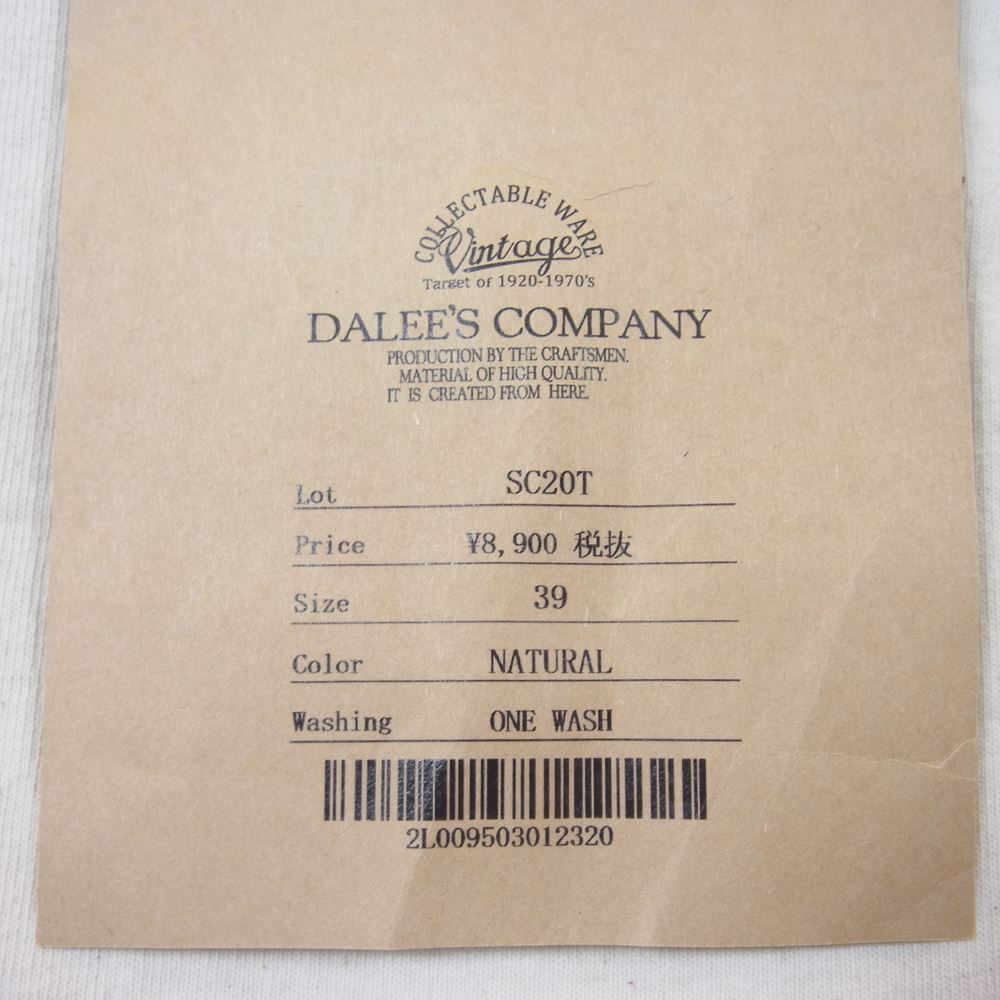 COLLECTABLE WARE
Vintage
Target of 1920-1970's
DALEE'S COMPANY
PRODUCTION BY THE CRAFTSMEN.
MATERIAL OF HIGH QUALITY.
IT IS CREATED FROM HERE.
Lot SC20T
Price ¥8,900 税抜
Size 39
Color NATURAL
Washing ONE WASH
2L009503012320